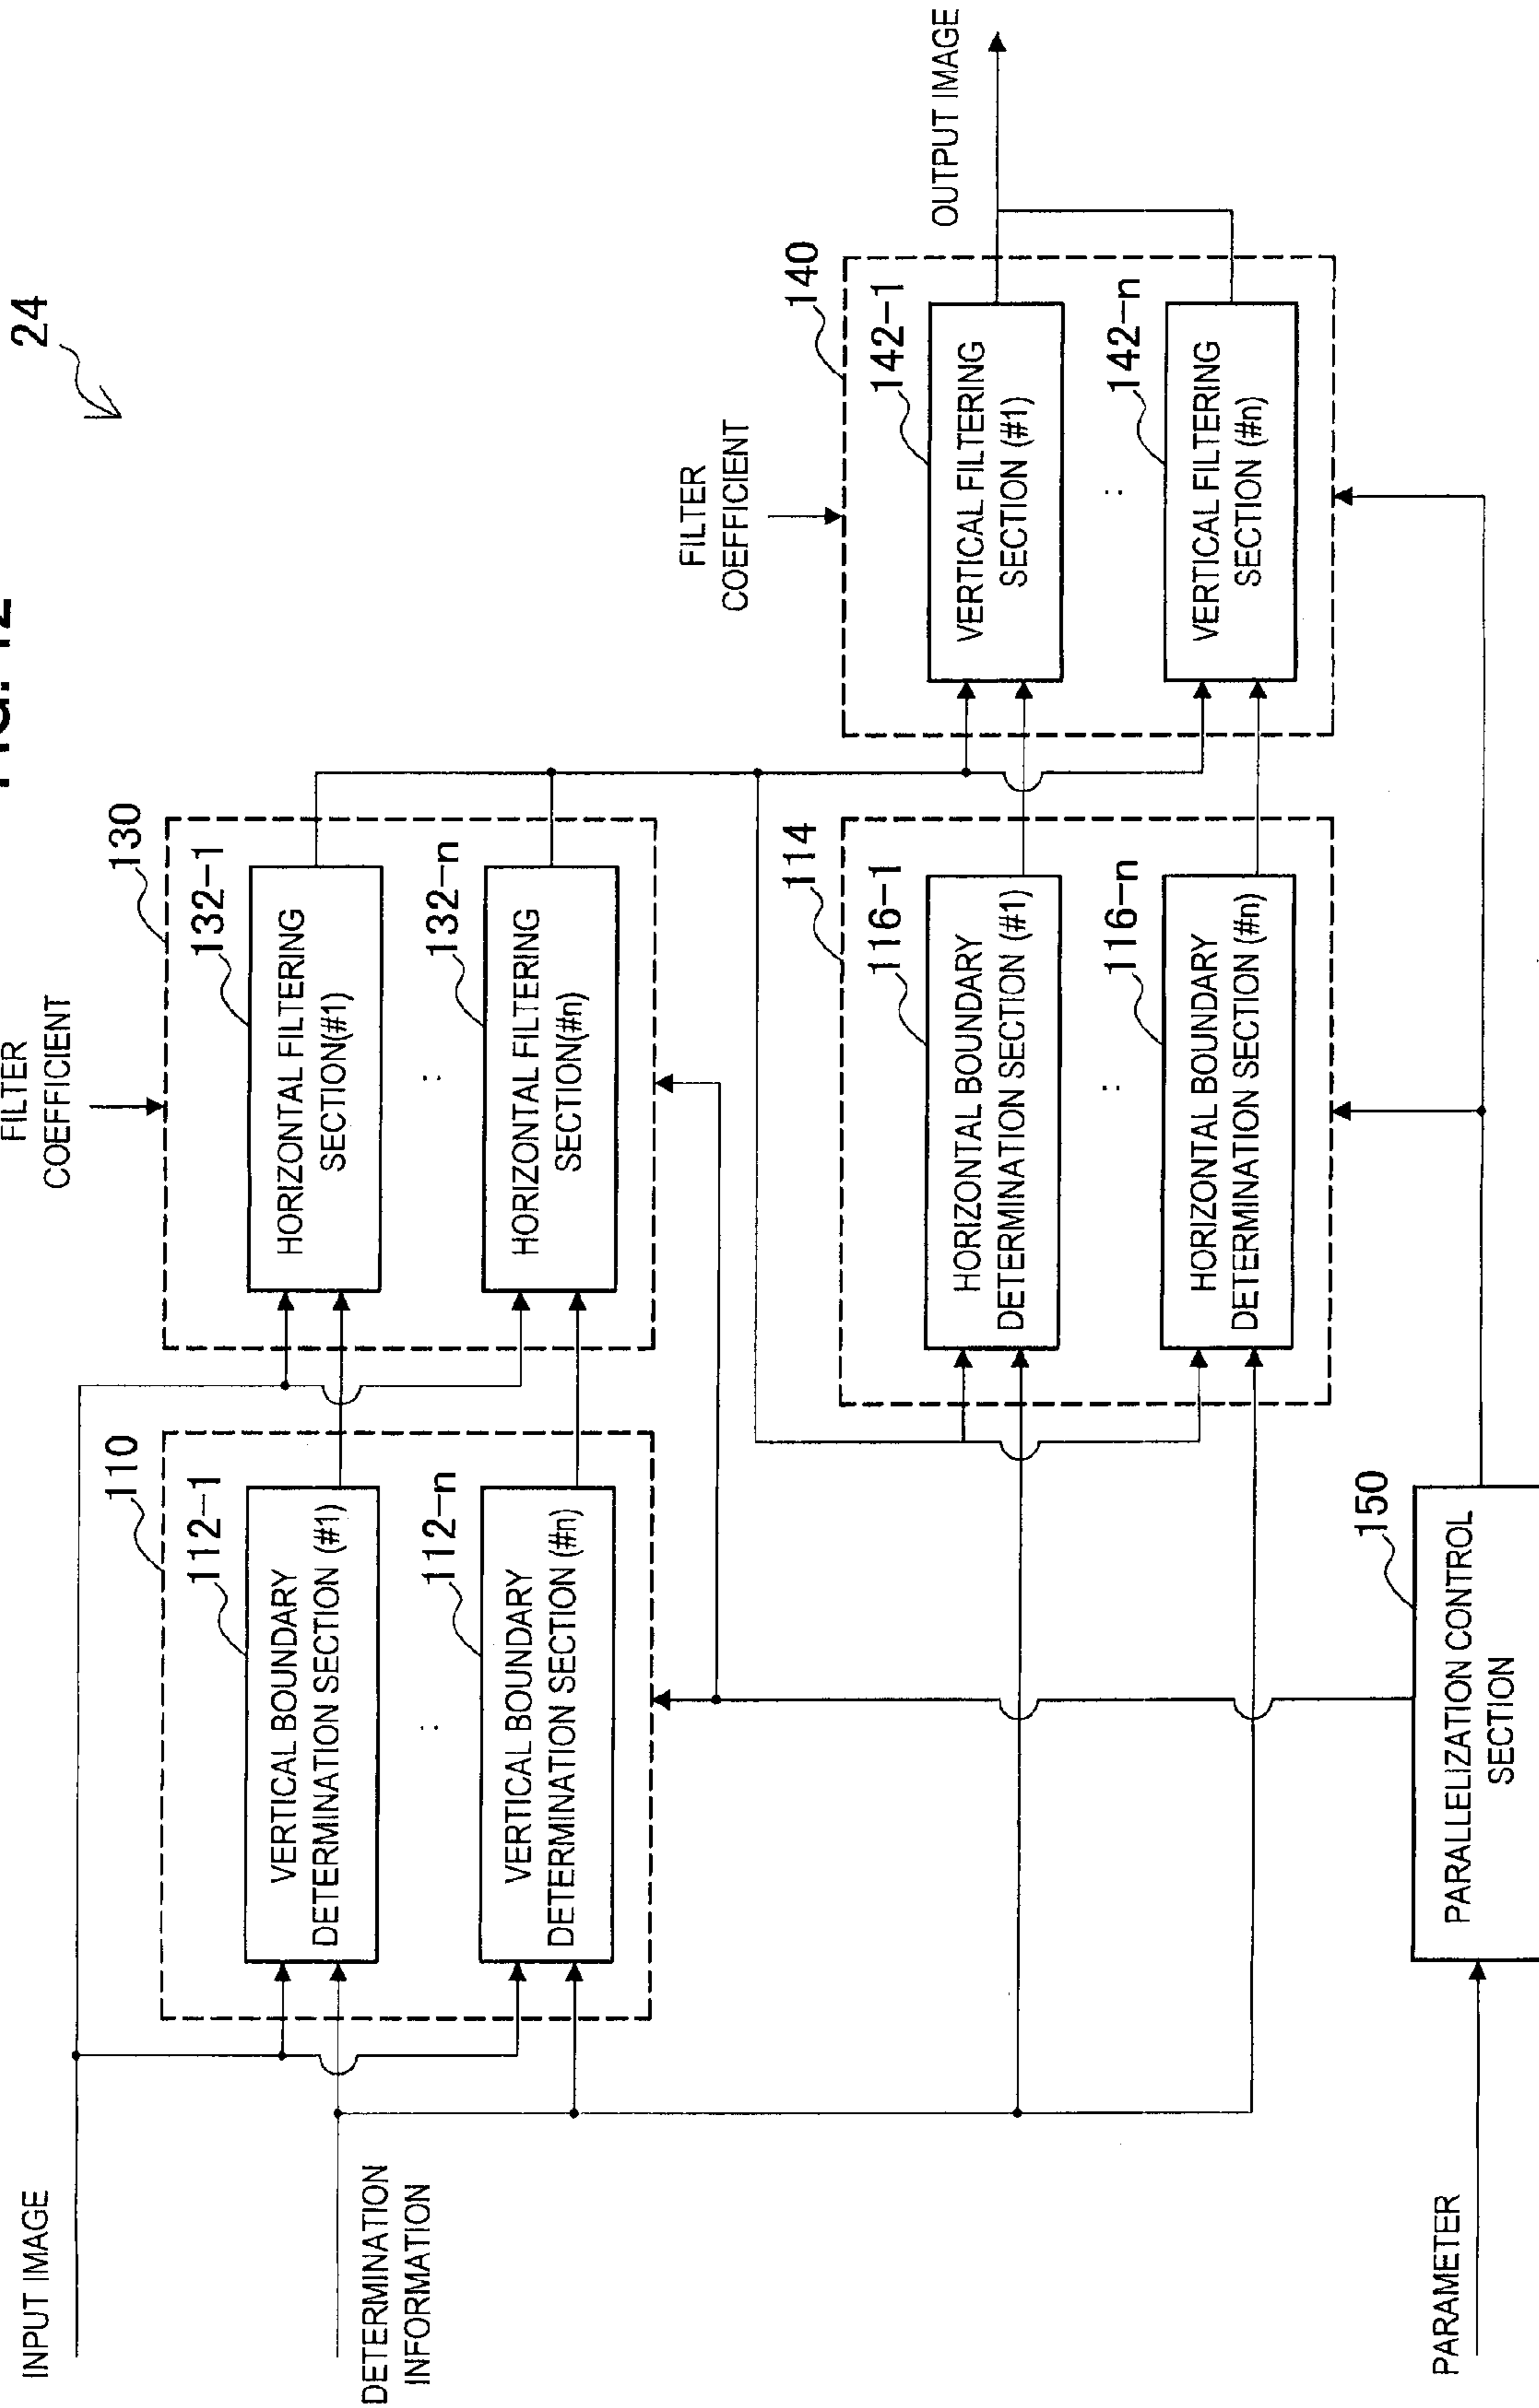 24
INPUT IMAGE
DETERMINATION
INFORMATION
PARAMETER
110
112-1
VERTICAL BOUNDARY
DETERMINATION SECTION (#1)
:
112-n
VERTICAL BOUNDARY
DETERMINATION SECTION (#n)
FILTER
COEFFICIENT
130
132-1
HORIZONTAL FILTERING
SECTION(#1)
:
132-n
HORIZONTAL FILTERING
SECTION(#n)
114
116-1
HORIZONTAL BOUNDARY
DETERMINATION SECTION (#1)
:
116-n
HORIZONTAL BOUNDARY
DETERMINATION SECTION (#n)
FILTER
COEFFICIENT
140
142-1
VERTICAL FILTERING
SECTION (#1)
:
142-n
VERTICAL FILTERING
SECTION (#n)
OUTPUT IMAGE
150
PARALLELIZATION CONTROL
SECTION